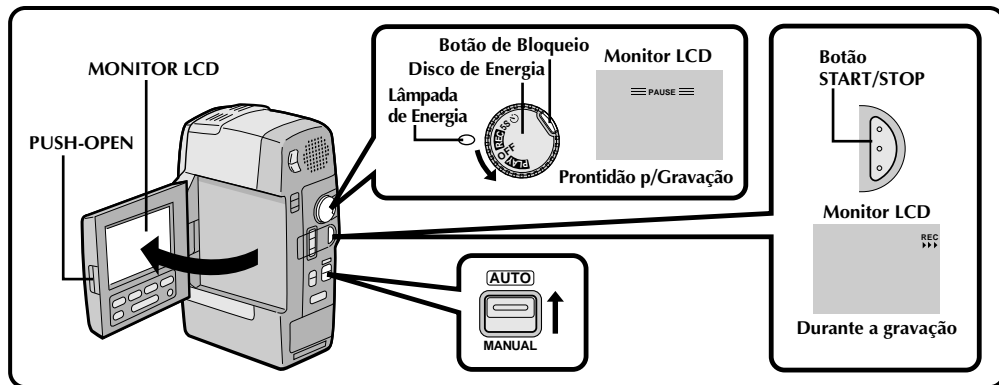 MONITOR LCD
PUSH-OPEN
Botão de Bloqueio
Disco de Energia
Lâmpada
de Energia
Monitor LCD
PAUSE
PLAY
OFF
REC
5S
Prontidão p/Gravação
Botão
START/STOP
Monitor LCD
REC
Durante a gravação
AUTO
MANUAL